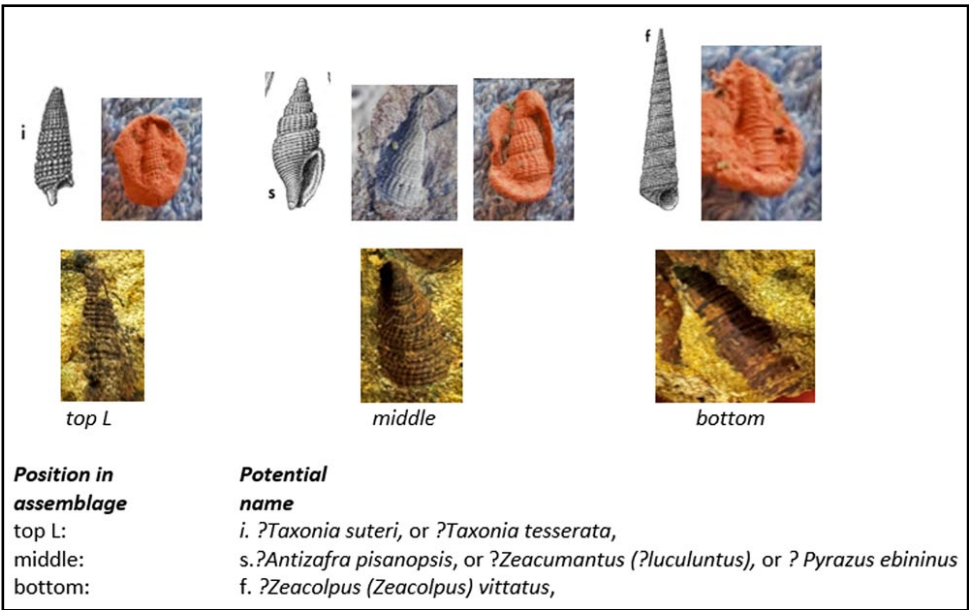 f
i
s
top L middle bottom
Position in Potential
assemblage name
top L: i. ?Taxonia suteri, or ?Taxonia tesserata,
middle: s.?Antizafra pisanopsis, or ?Zeacumantus (?luculuntus), or ? Pyrazus ebininus
bottom: f. ?Zeacolpus (Zeacolpus) vittatus,